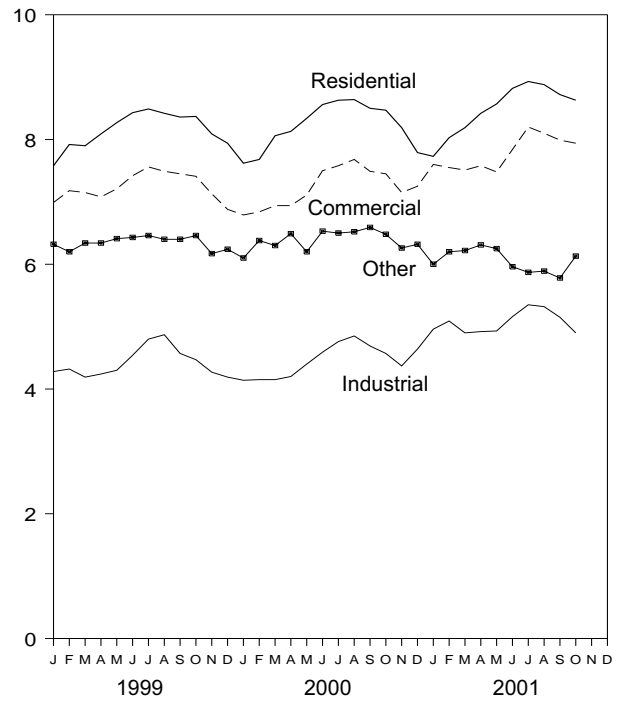 10
Residential
8
Commercial
6
Other
4
Industrial
2
0
J F M A M J J A S O N D J F M A M J J A S O N D J F M A M J J A S O N D
1999 2000 2001